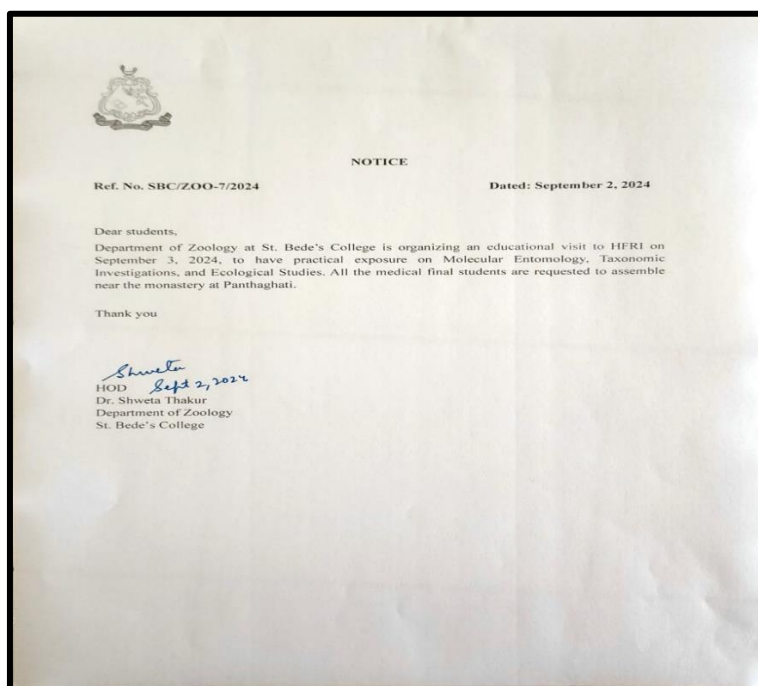 NOTICE
Ref. No. SBC/ZOO-7/2024 Dated: September 2, 2024
Dear students,
Department of Zoology at St. Bede's College is organizing an educational visit to HFRI on
September 3, 2024, to have practical exposure on Molecular Entomology, Taxonomic
Investigations, and Ecological Studies. All the medical final students are requested to assemble
near the monastery at Panthaghati.
Thank you
Shweta
HOD Sept 2, 2024
Dr. Shweta Thakur
Department of Zoology
St. Bede's College